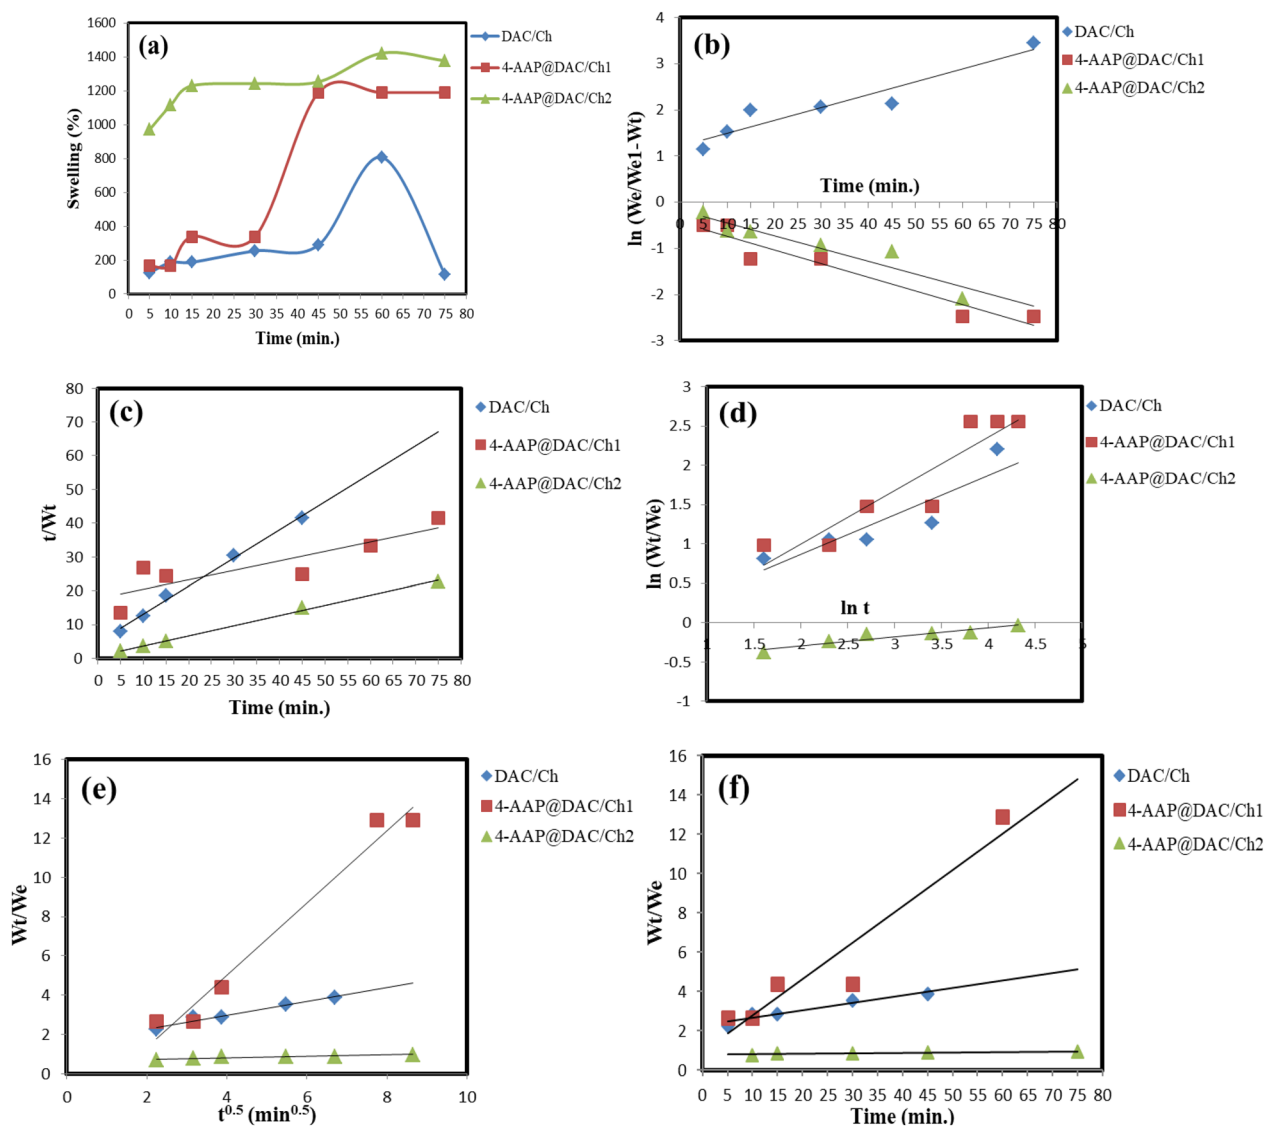 (a)
Swelling (%)
1600
1400
1200
1000
800
600
400
200
0
0 5 10 15 20 25 30 35 40 45 50 55 60 65 70 75 80
Time (min.)
DAC/Ch
4-AAP@DAC/Ch1
4-AAP@DAC/Ch2
(b)
ln (We/We1-Wt)
4
3
2
1
0
-1
-2
-3
Time (min.)
0 5 10 15 20 25 30 35 40 45 50 55 60 65 70 75 80
DAC/Ch
4-AAP@DAC/Ch1
4-AAP@DAC/Ch2
(c)
t/Wt
80
70
60
50
40
30
20
10
0
0 5 10 15 20 25 30 35 40 45 50 55 60 65 70 75 80
Time (min.)
DAC/Ch
4-AAP@DAC/Ch1
4-AAP@DAC/Ch2
(d)
ln (Wt/We)
3
2.5
2
1.5
1
0.5
0
-0.5
-1
ln t
1 1.5 2 2.5 3 3.5 4 4.5 5
DAC/Ch
4-AAP@DAC/Ch1
4-AAP@DAC/Ch2
(e)
Wt/We
16
14
12
10
8
6
4
2
0
0 2 4 6 8 10
t^0.5 (min^0.5)
DAC/Ch
4-AAP@DAC/Ch1
4-AAP@DAC/Ch2
(f)
Wt/We
16
14
12
10
8
6
4
2
0
0 5 10 15 20 25 30 35 40 45 50 55 60 65 70 75 80
Time (min.)
DAC/Ch
4-AAP@DAC/Ch1
4-AAP@DAC/Ch2